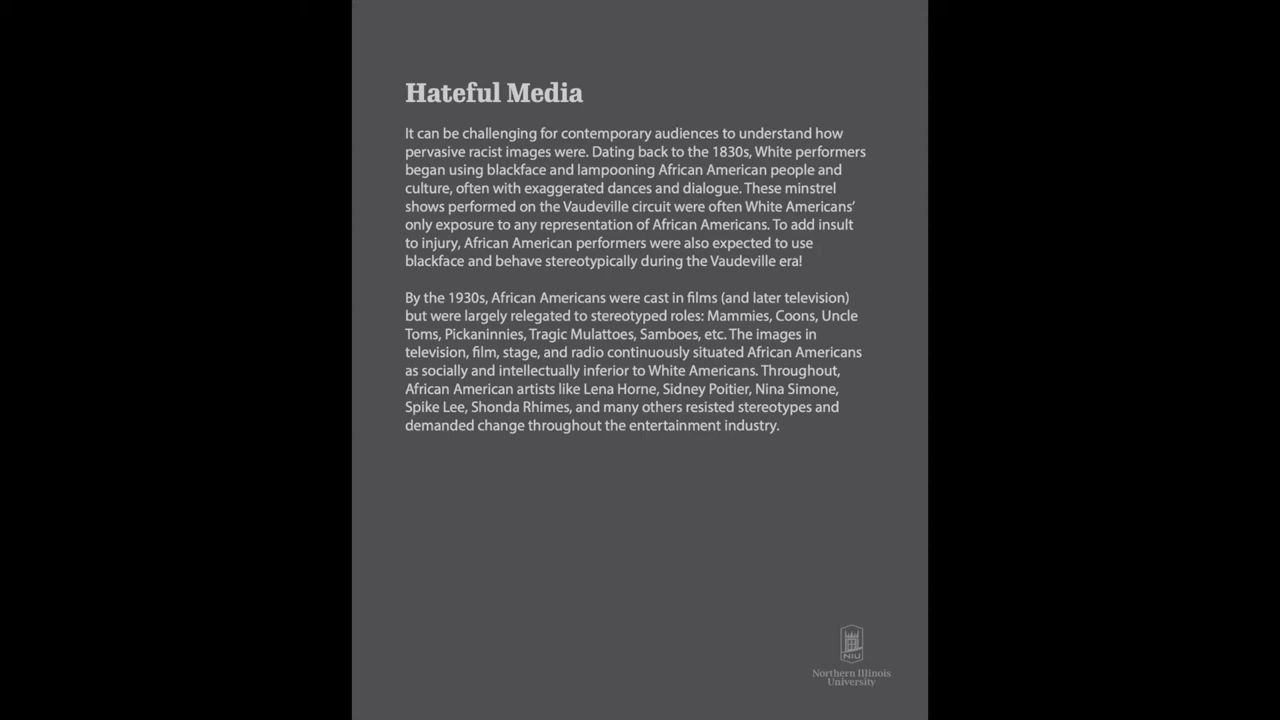 Hateful Media
It can be challenging for contemporary audiences to understand how
pervasive racist images were. Dating back to the 1830s, White performers
began using blackface and lampooning African American people and
culture, often with exaggerated dances and dialogue. These minstrel
shows performed on the Vaudeville circuit were often White Americans'
only exposure to any representation of African Americans. To add insult
to injury, African American performers were also expected to use
blackface and behave stereotypically during the Vaudeville era!
By the 1930s, African Americans were cast in films (and later television)
but were largely relegated to stereotyped roles: Mammies, Coons, Uncle
Toms, Pickaninnies, Tragic Mulattoes, Samboes, etc. The images in
television, film, stage, and radio continuously situated African Americans
as socially and intellectually inferior to White Americans. Throughout,
African American artists like Lena Horne, Sidney Poitier, Nina Simone,
Spike Lee, Shonda Rhimes, and many others resisted stereotypes and
demanded change throughout the entertainment industry.
NIU
Northern Illinois
University